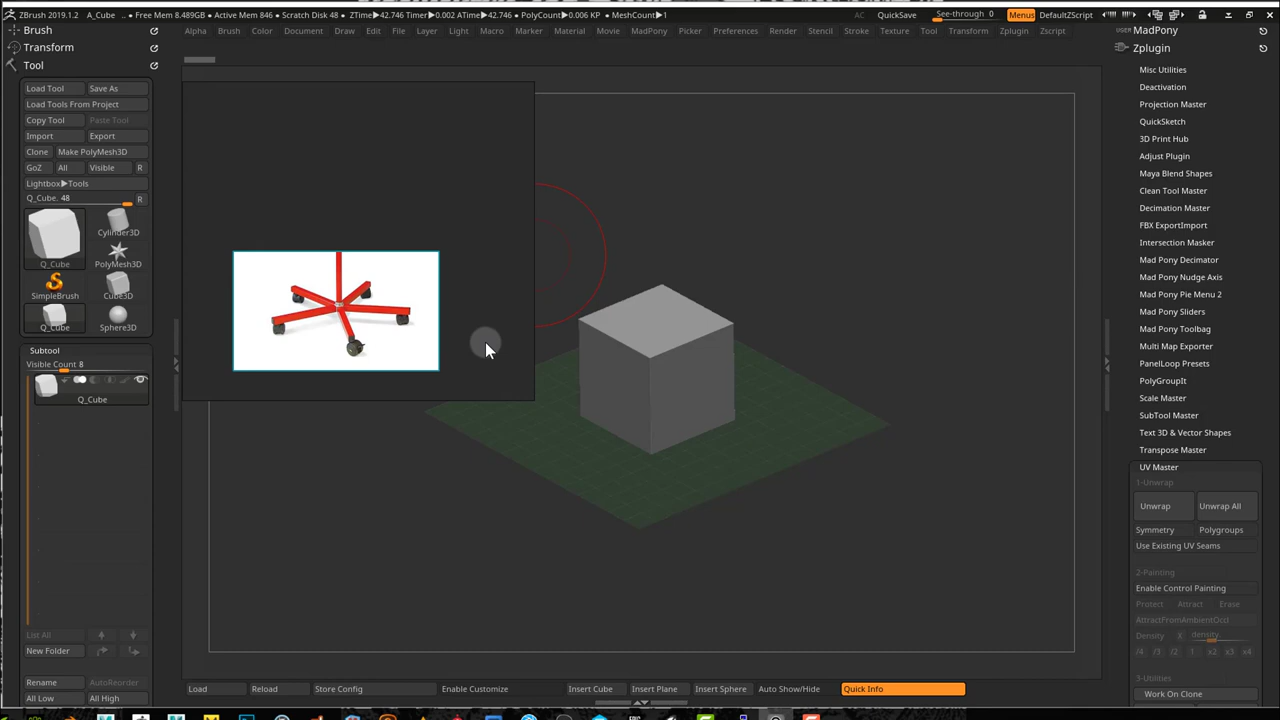 ZBrush 2019.1.2 A_Cube .. • Free Mem 8.489GB • Active Mem 846 • Scratch Disk 48 • ZTime▶42.746 Timer▶0.002 ATime▶42.746 • PolyCount▶0.006 KP • MeshCount▶1 AC QuickSave See-through 0 Menus DefaultZScript
Alpha Brush Color Document Draw Edit File Layer Light Macro Marker Material Movie MadPony Picker Preferences Render Stencil Stroke Texture Tool Transform Zplugin Zscript
Brush
Transform
Tool
Load Tool Save As
Load Tools From Project
Copy Tool Paste Tool
Import Export
Clone Make PolyMesh3D
GoZ All Visible R
Lightbox▶Tools
Q_Cube. 48 R
Q_Cube
Cylinder3D
PolyMesh3D
SimpleBrush Cube3D
Q_Cube Sphere3D
Subtool
Visible Count 8
Q_Cube
List All
New Folder
Rename AutoReorder
All Low All High
Load Reload Store Config Enable Customize Insert Cube Insert Plane Insert Sphere Auto Show/Hide Quick Info
USER MadPony
Zplugin
Misc Utilities
Deactivation
Projection Master
QuickSketch
3D Print Hub
Adjust Plugin
Maya Blend Shapes
Clean Tool Master
Decimation Master
FBX ExportImport
Intersection Masker
Mad Pony Decimator
Mad Pony Nudge Axis
Mad Pony Pie Menu 2
Mad Pony Sliders
Mad Pony Toolbag
Multi Map Exporter
PanelLoop Presets
PolyGroupIt
Scale Master
SubTool Master
Text 3D & Vector Shapes
Transpose Master
UV Master
1-Unwrap
Unwrap Unwrap All
Symmetry Polygroups
Use Existing UV Seams
2-Painting
Enable Control Painting
Protect Attract Erase
AttractFromAmbientOccl
Density X density.
/4 /3 /2 1 x2 x3 x4
3-Utilities
Work On Clone